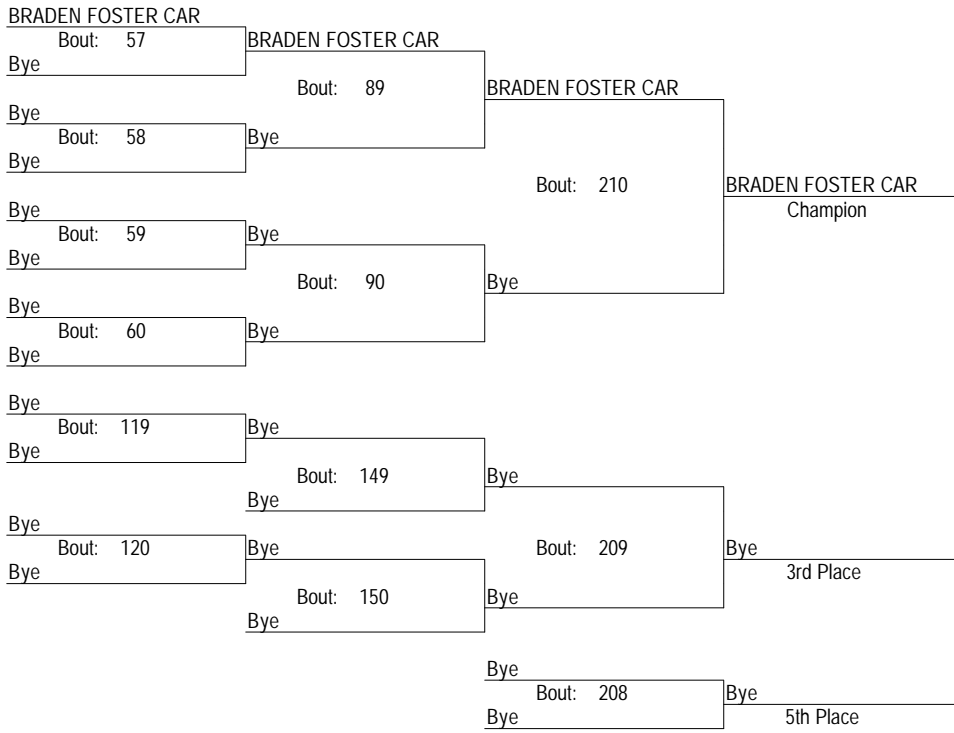 BRADEN FOSTER CAR
Bout: 57
BRADEN FOSTER CAR
Bye
Bout: 89
BRADEN FOSTER CAR
Bye
Bout: 58
Bye
Bye
Bout: 210
BRADEN FOSTER CAR
Champion
Bye
Bout: 59
Bye
Bye
Bout: 90
Bye
Bye
Bout: 60
Bye
Bye
Bye
Bout: 119
Bye
Bye
Bout: 149
Bye
Bye
Bye
Bout: 120
Bye
Bout: 209
Bye
Bye
3rd Place
Bout: 150
Bye
Bye
Bye
Bout: 208
Bye
Bye
5th Place